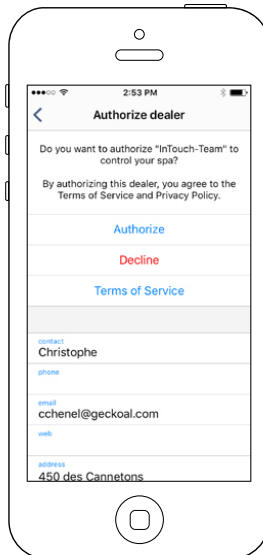 2:53 PM
Authorize dealer
Do you want to authorize "InTouch-Team" to
control your spa?
By authorizing this dealer, you agree to the
Terms of Service and Privacy Policy.
Authorize
Decline
Terms of Service
contact
Christophe
phone
email
cchenel@geckoal.com
web
address
450 des Cannetons